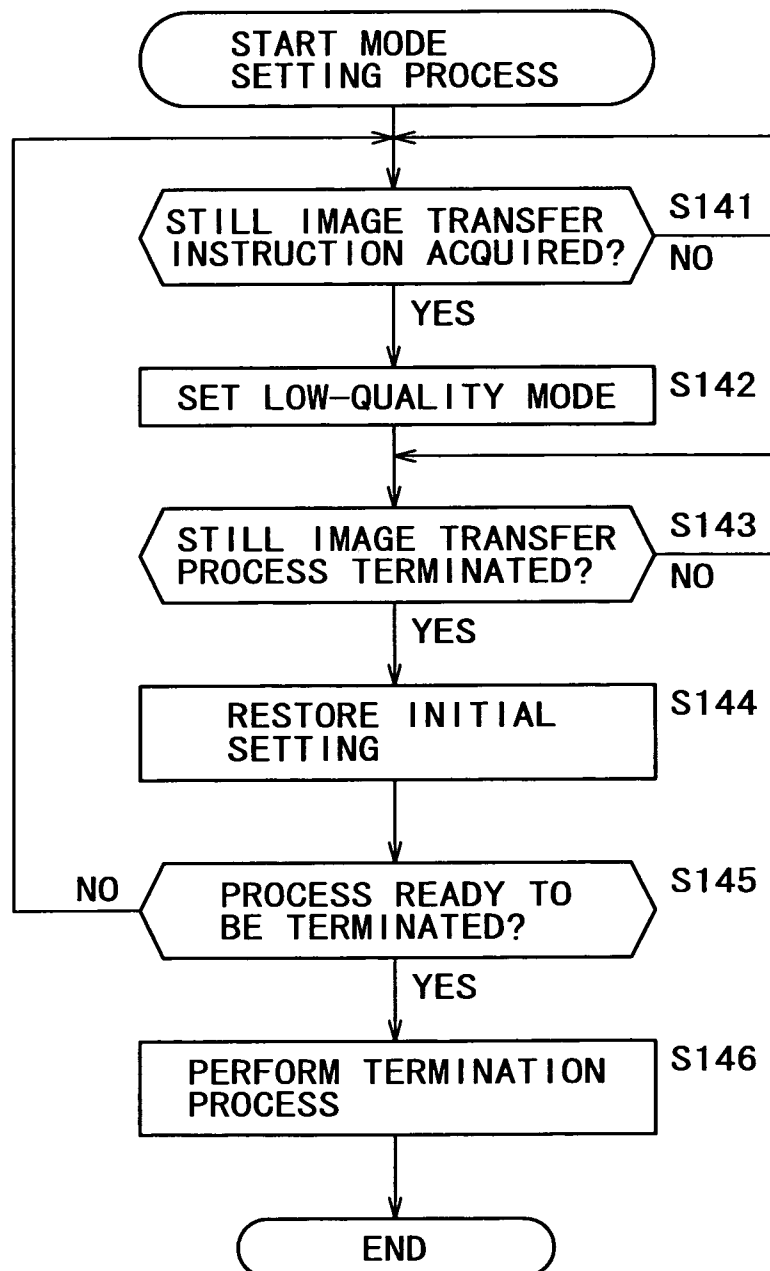 START MODE
SETTING PROCESS
STILL IMAGE TRANSFER
INSTRUCTION ACQUIRED?
S141
NO
YES
SET LOW-QUALITY MODE
S142
STILL IMAGE TRANSFER
PROCESS TERMINATED?
S143
NO
YES
RESTORE INITIAL
SETTING
S144
NO
PROCESS READY TO
BE TERMINATED?
S145
YES
PERFORM TERMINATION
PROCESS
S146
END